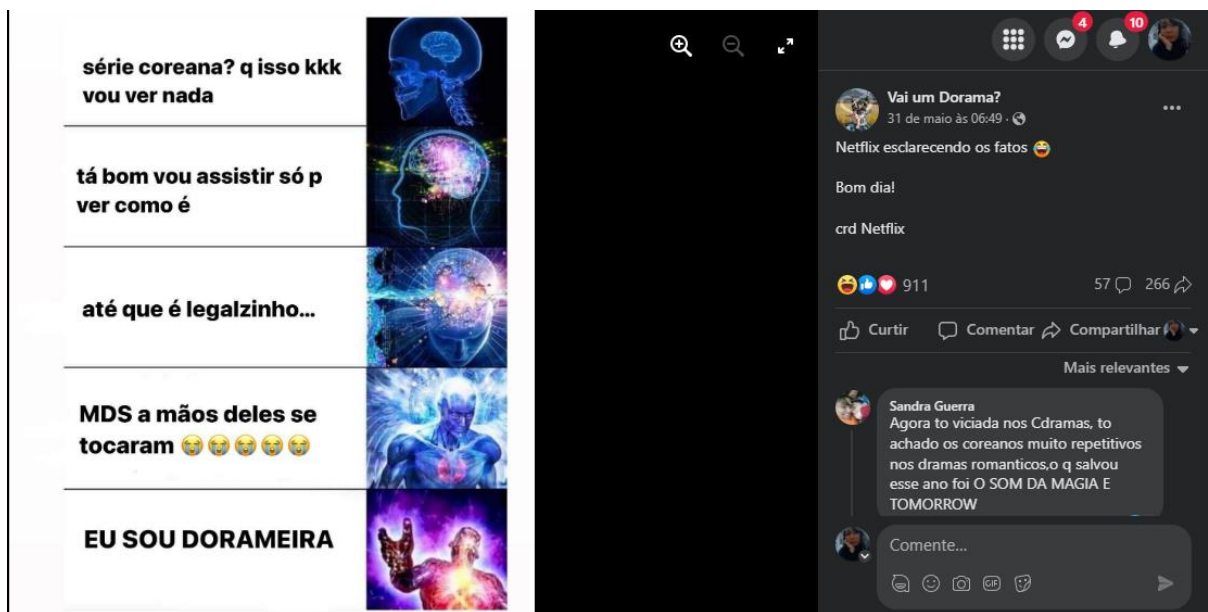 série coreana? q isso kkk
vou ver nada
tá bom vou assistir só p
ver como é
até que é legalzinho...
MDS a mãos deles se
tocaram 😭😭😭😭😭
EU SOU DORAMEIRA
4
10
Vai um Dorama?
31 de maio às 06:49 ·
Netflix esclarecendo os fatos 😂
Bom dia!
crd Netflix
911
57
266
Curtir
Comentar
Compartilhar
Mais relevantes
Sandra Guerra
Agora to viciada nos Cdramas, to
achado os coreanos muito repetitivos
nos dramas romanticos,o q salvou
esse ano foi O SOM DA MAGIA E
TOMORROW
Comente...
GIF